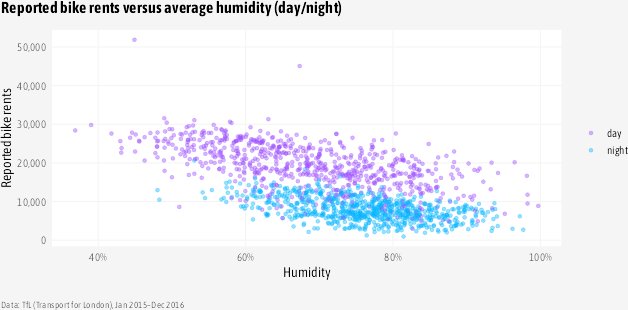 Reported bike rents versus average humidity (day/night)
Reported bike rents
50,000
40,000
30,000
20,000
10,000
0
40%
60%
80%
100%
Humidity
day
night
Data: TfL (Transport for London), Jan 2015–Dec 2016